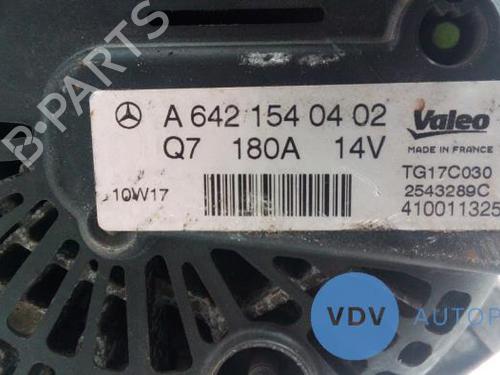 B-PARTS
A 642 154 04 02
Q7 180A 14V
10W17
Valeo
MADE IN FRANCE
TG17C030
2543289C
410011325
VDV
AUTOP